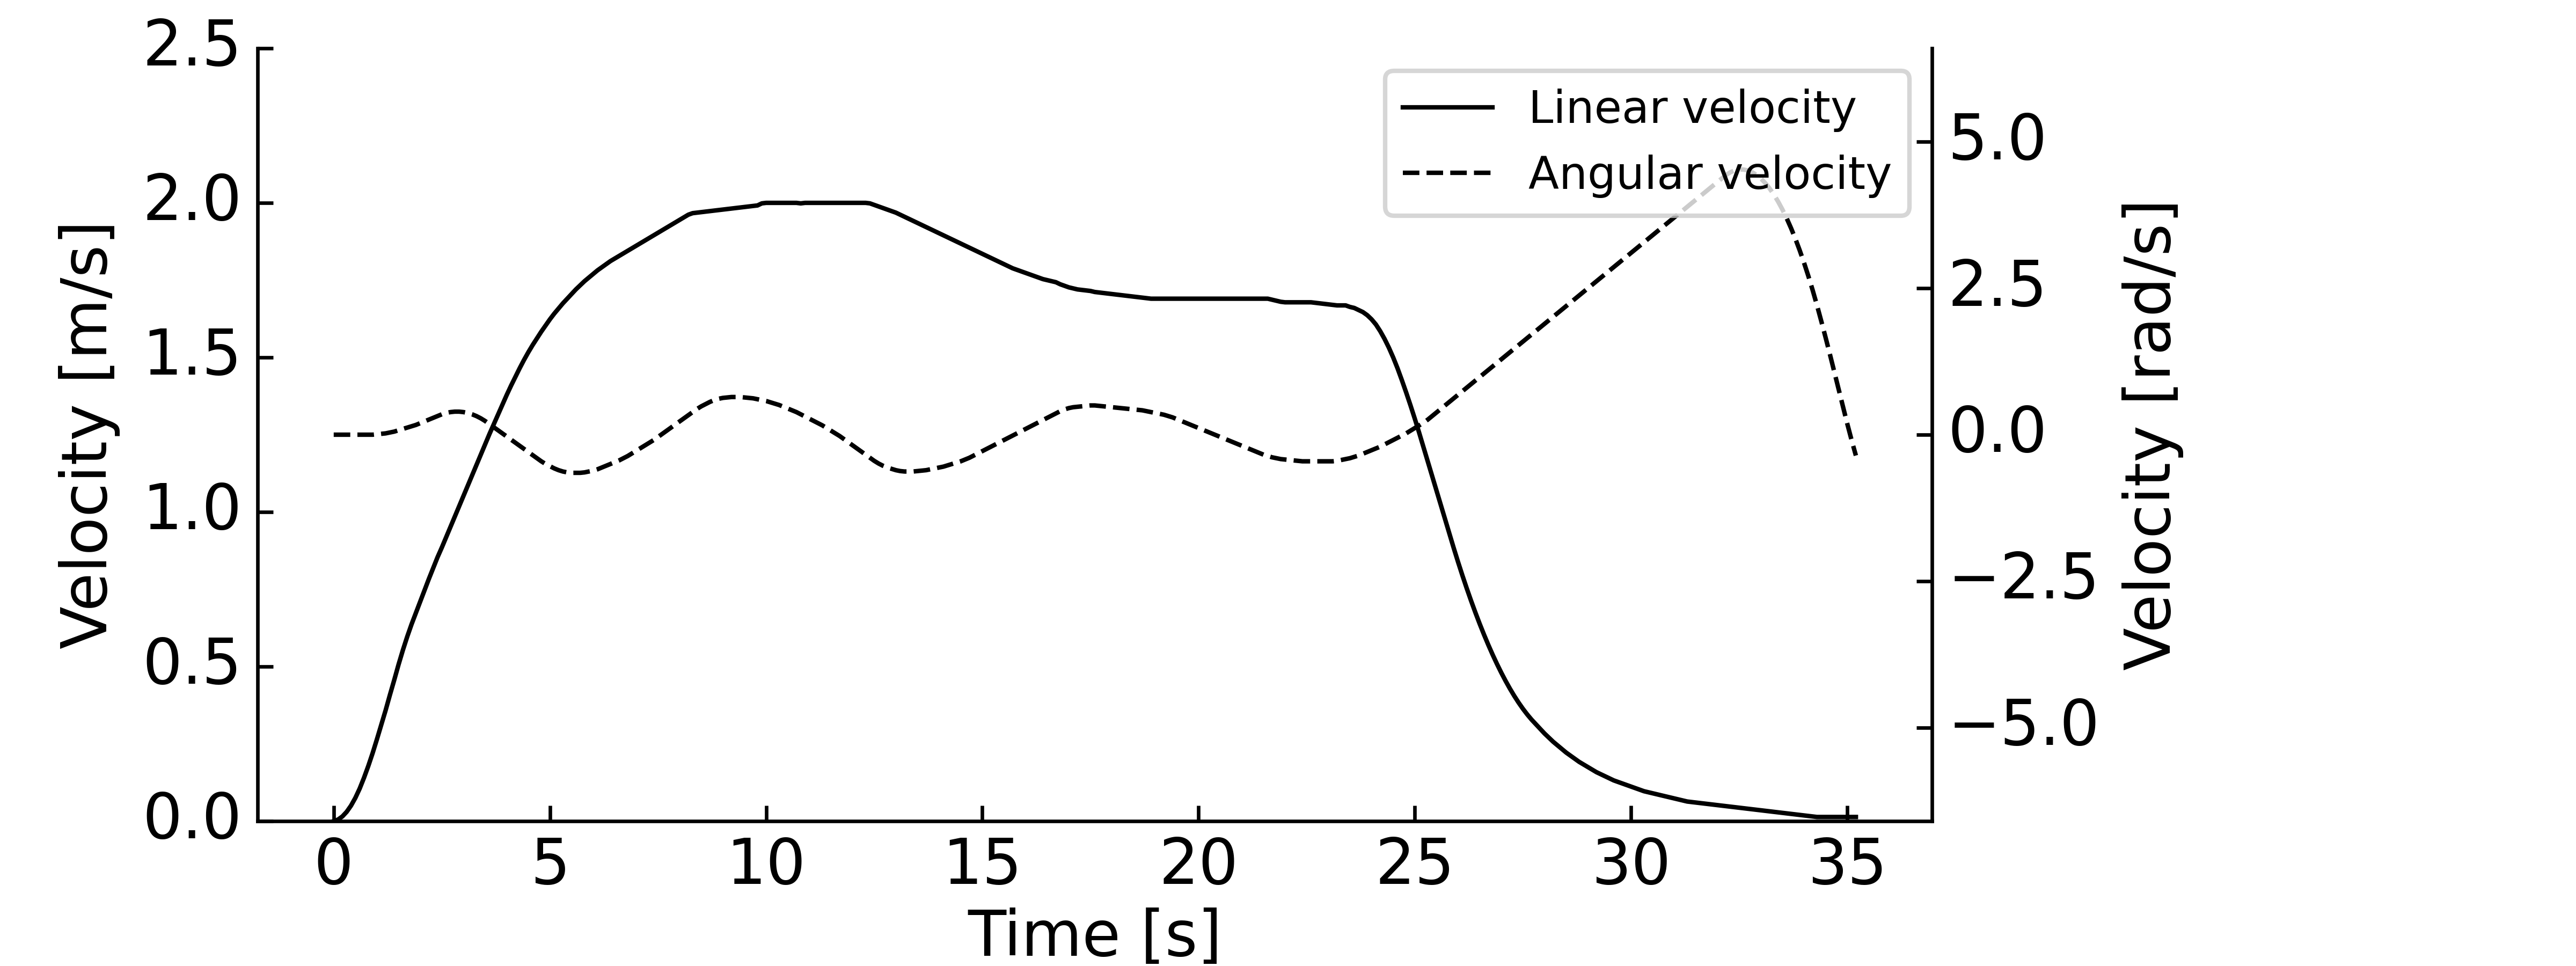 2.5
2.0
1.5
1.0
0.5
0.0
Velocity [m/s]
Linear velocity
Angular velocity
5.0
2.5
0.0
−2.5
−5.0
Velocity [rad/s]
0 5 10 15 20 25 30 35
Time [s]